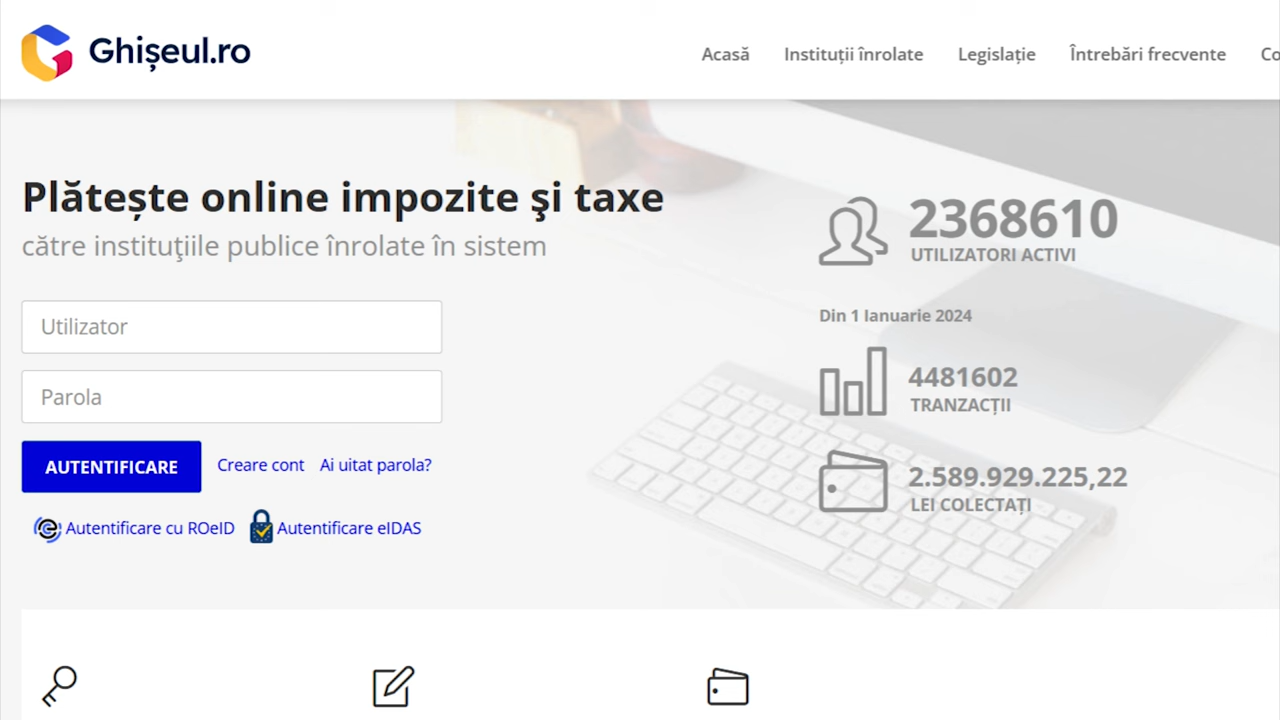 Ghișeul.ro
Acasă Instituții înrolate Legislație Întrebări frecvente Co
Plătește online impozite şi taxe
către instituţiile publice înrolate în sistem
Utilizator
Parola
AUTENTIFICARE Creare cont Ai uitat parola?
Autentificare cu ROeID Autentificare eIDAS
2368610
UTILIZATORI ACTIVI
Din 1 Ianuarie 2024
4481602
TRANZACȚII
2.589.929.225,22
LEI COLECTAȚI